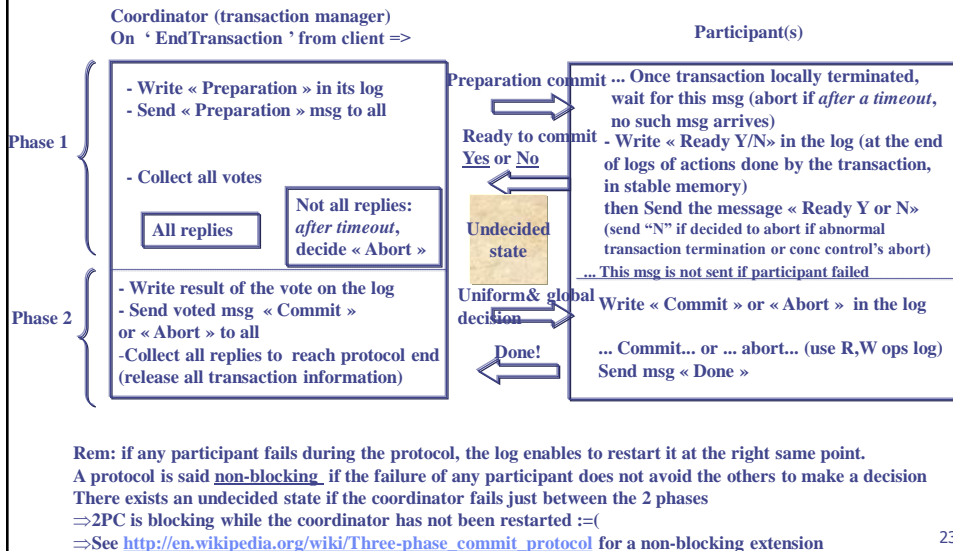 Coordinator (transaction manager)
On ‘ EndTransaction ’ from client =>
Participant(s)
Phase 1
- Write « Preparation » in its log
- Send « Preparation » msg to all
- Collect all votes
All replies
Not all replies:
after timeout,
decide « Abort »
Preparation commit
Ready to commit
Yes or No
Undecided
state
... Once transaction locally terminated,
wait for this msg (abort if after a timeout,
no such msg arrives)
- Write « Ready Y/N» in the log (at the end
of logs of actions done by the transaction,
in stable memory)
then Send the message « Ready Y or N»
(send “N” if decided to abort if abnormal
transaction termination or conc control’s abort)
... This msg is not sent if participant failed
Phase 2
- Write result of the vote on the log
- Send voted msg « Commit »
or « Abort » to all
-Collect all replies to reach protocol end
(release all transaction information)
Uniform& global
decision
Done!
Write « Commit » or « Abort » in the log
... Commit... or ... abort... (use R,W ops log)
Send msg « Done »
Rem: if any participant fails during the protocol, the log enables to restart it at the right same point.
A protocol is said non-blocking if the failure of any participant does not avoid the others to make a decision
There exists an undecided state if the coordinator fails just between the 2 phases
⇒2PC is blocking while the coordinator has not been restarted :=(
⇒See http://en.wikipedia.org/wiki/Three-phase_commit_protocol for a non-blocking extension
23